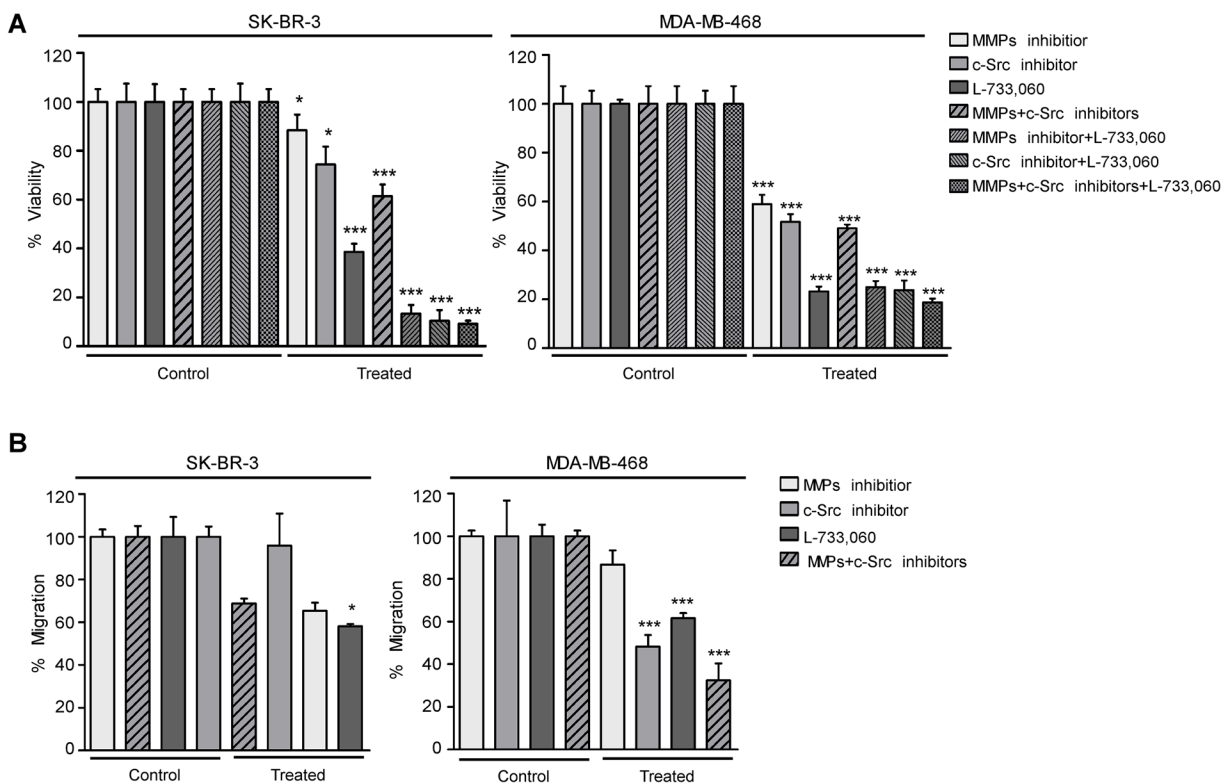 A
SK-BR-3
MDA-MB-468
% Viability
120
100
80
60
40
20
0
*
*
***
***
***
***
***
Control
Treated
% Viability
120
100
80
60
40
20
0
***
***
***
***
***
***
***
Control
Treated
MMPs inhibitior
c-Src inhibitor
L-733,060
MMPs+c-Src inhibitors
MMPs inhibitor+L-733,060
c-Src inhibitor+L-733,060
MMPs+c-Src inhibitors+L-733,060
B
SK-BR-3
MDA-MB-468
% Migration
120
100
80
60
40
20
0
*
Control
Treated
% Migration
120
100
80
60
40
20
0
***
***
***
Control
Treated
MMPs inhibitior
c-Src inhibitor
L-733,060
MMPs+c-Src inhibitors